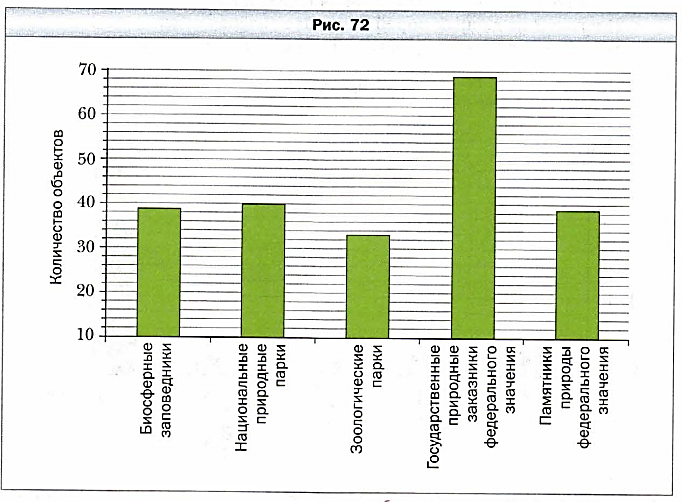 Рис. 72
Количество объектов
70
60
50
40
30
20
10
Биосферные
заповедники
Национальные
природные
парки
Зоологические
парки
Государственные
природные
заказники
федерального
значения
Памятники
природы
федерального
значения